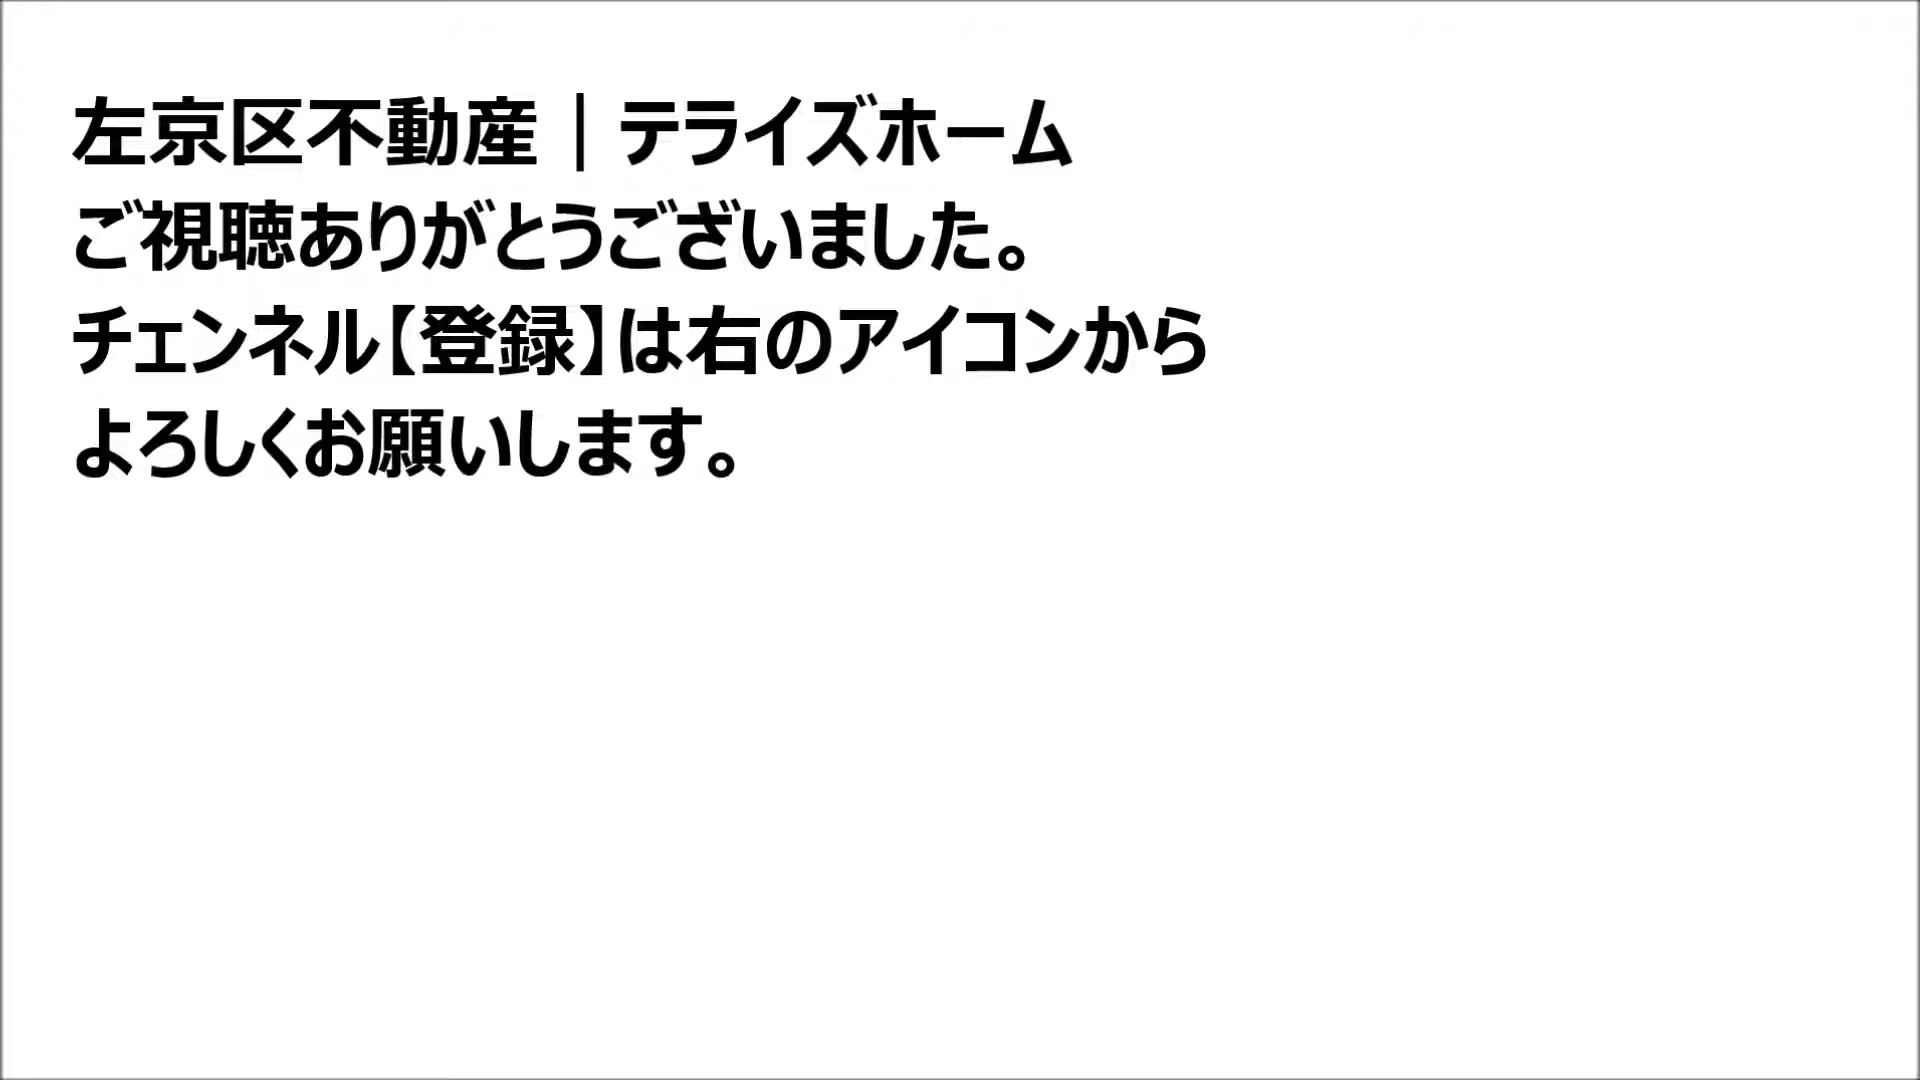 左京区不動産｜テライズホーム
ご視聴ありがとうございました。
チェンネル【登録】は右のアイコンから
よろしくお願いします。